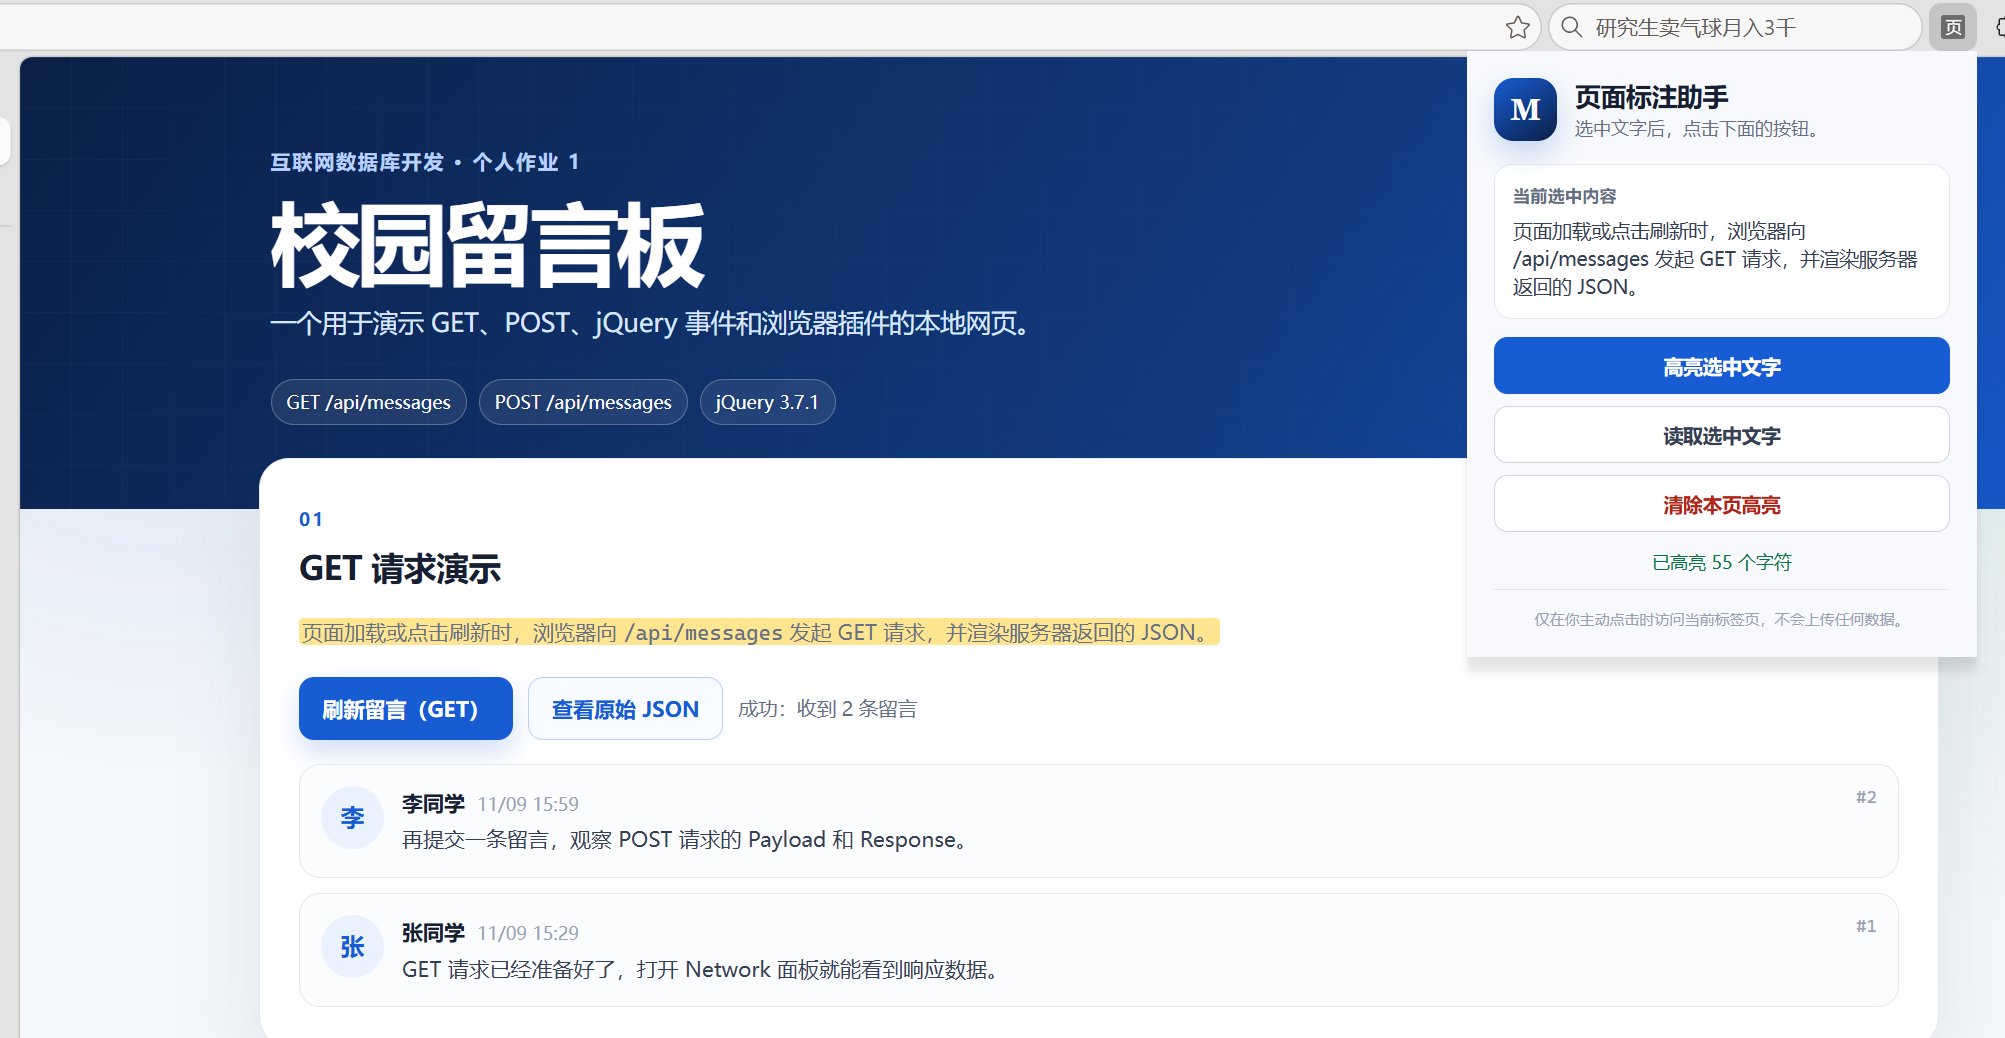 研究生卖气球月入3千
页
M
页面标注助手
选中文字后，点击下面的按钮。
当前选中内容
页面加载或点击刷新时，浏览器向
/api/messages 发起 GET 请求，并渲染服务器
返回的 JSON。
高亮选中文字
读取选中文字
清除本页高亮
已高亮 55 个字符
仅在你主动点击时访问当前标签页，不会上传任何数据。
互联网数据库开发 • 个人作业 1
校园留言板
一个用于演示 GET、POST、jQuery 事件和浏览器插件的本地网页。
GET /api/messages
POST /api/messages
jQuery 3.7.1
01
GET 请求演示
页面加载或点击刷新时，浏览器向 /api/messages 发起 GET 请求，并渲染服务器返回的 JSON。
刷新留言（GET）
查看原始 JSON
成功：收到 2 条留言
李
李同学 11/09 15:59
#2
再提交一条留言，观察 POST 请求的 Payload 和 Response。
张
张同学 11/09 15:29
#1
GET 请求已经准备好了，打开 Network 面板就能看到响应数据。